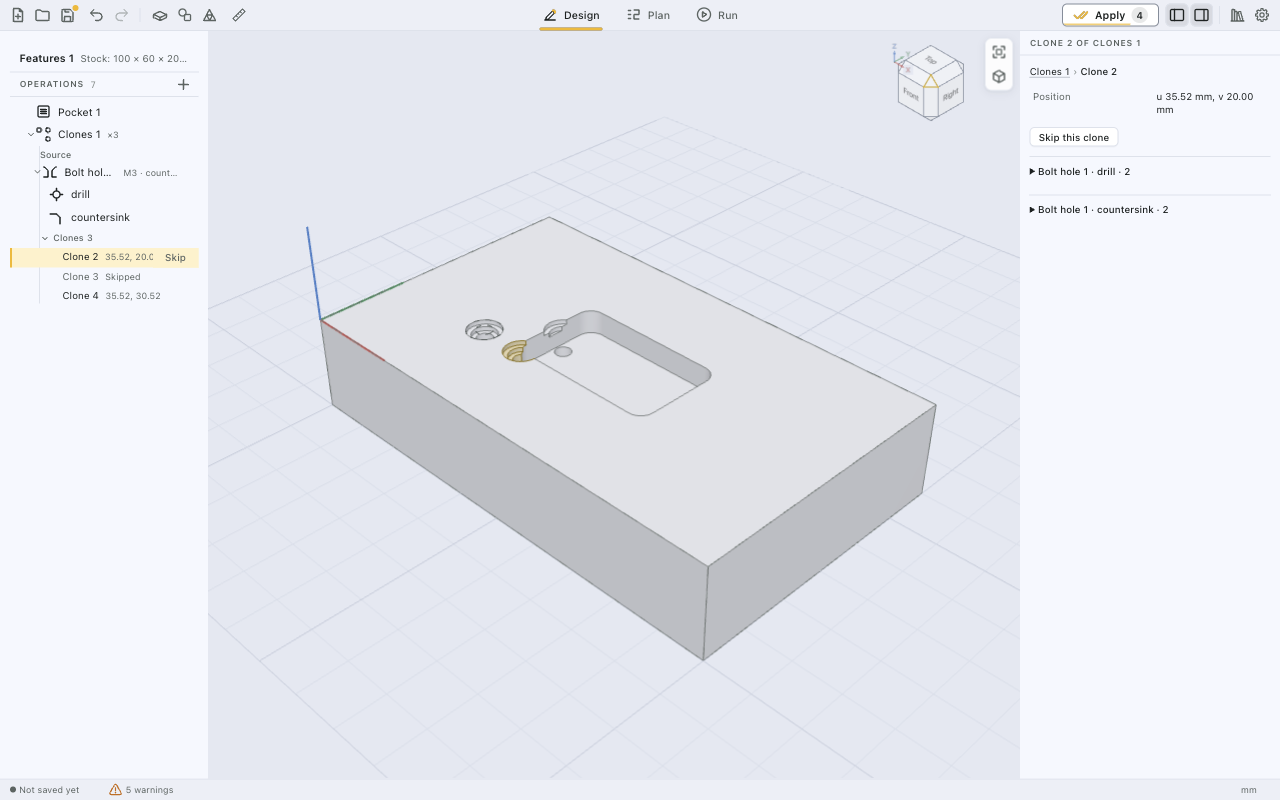 Design
Plan
Run
Apply 4
Features 1 Stock: 100 × 60 × 20...
OPERATIONS 7
Pocket 1
Clones 1 ×3
Source
Bolt hol... M3 · count...
drill
countersink
Clones 3
Clone 2 35.52, 20.0 Skip
Clone 3 Skipped
Clone 4 35.52, 30.52
Z
Y
X
Top
Front
Right
CLONE 2 OF CLONES 1
Clones 1 › Clone 2
Position u 35.52 mm, v 20.00
mm
Skip this clone
Bolt hole 1 · drill · 2
Bolt hole 1 · countersink · 2
Not saved yet
5 warnings
mm